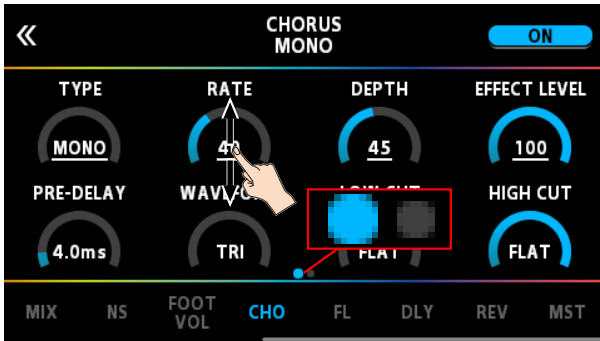 «
CHORUS
MONO
ON
TYPE
RATE
DEPTH
EFFECT LEVEL
MONO
45
100
PRE-DELAY
HIGH CUT
4.0ms
TRI
FLAT
FLAT
MIX
NS
FOOT
VOL
CHO
FL
DLY
REV
MST